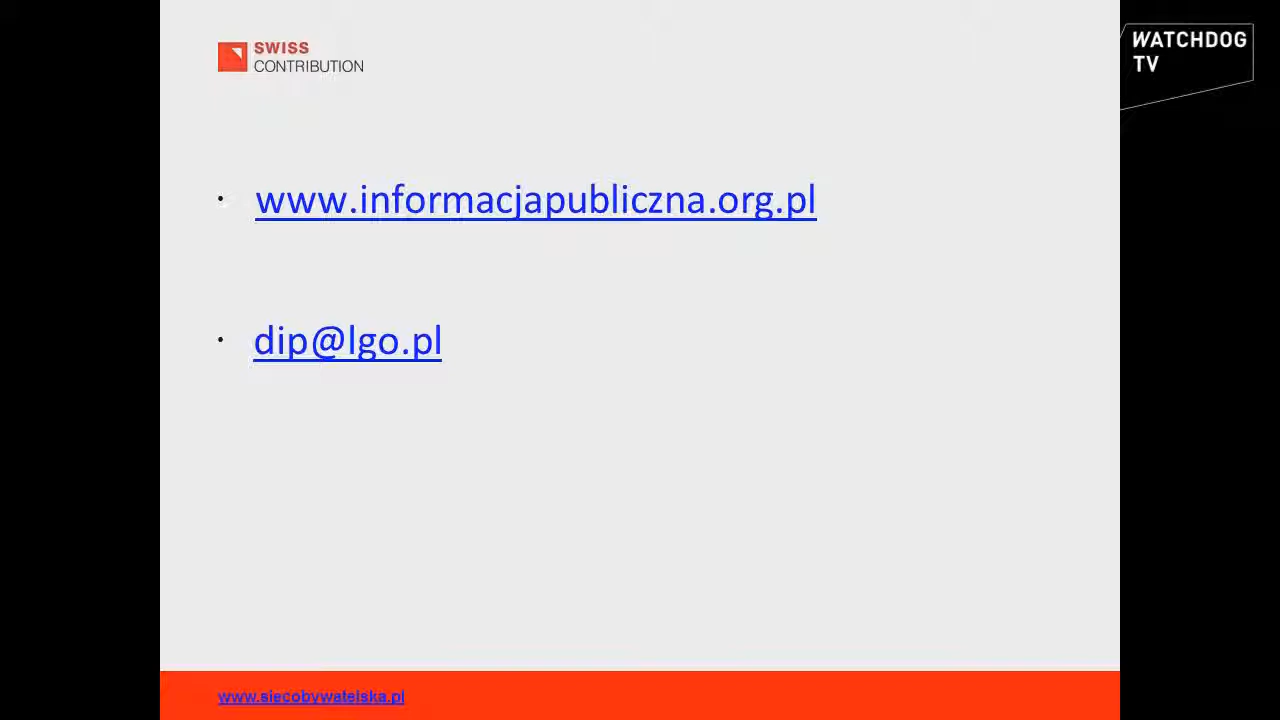 SWISS
CONTRIBUTION
WATCHDOG
TV
· www.informacjapubliczna.org.pl
· dip@lgo.pl
www.siecobywatelska.pl